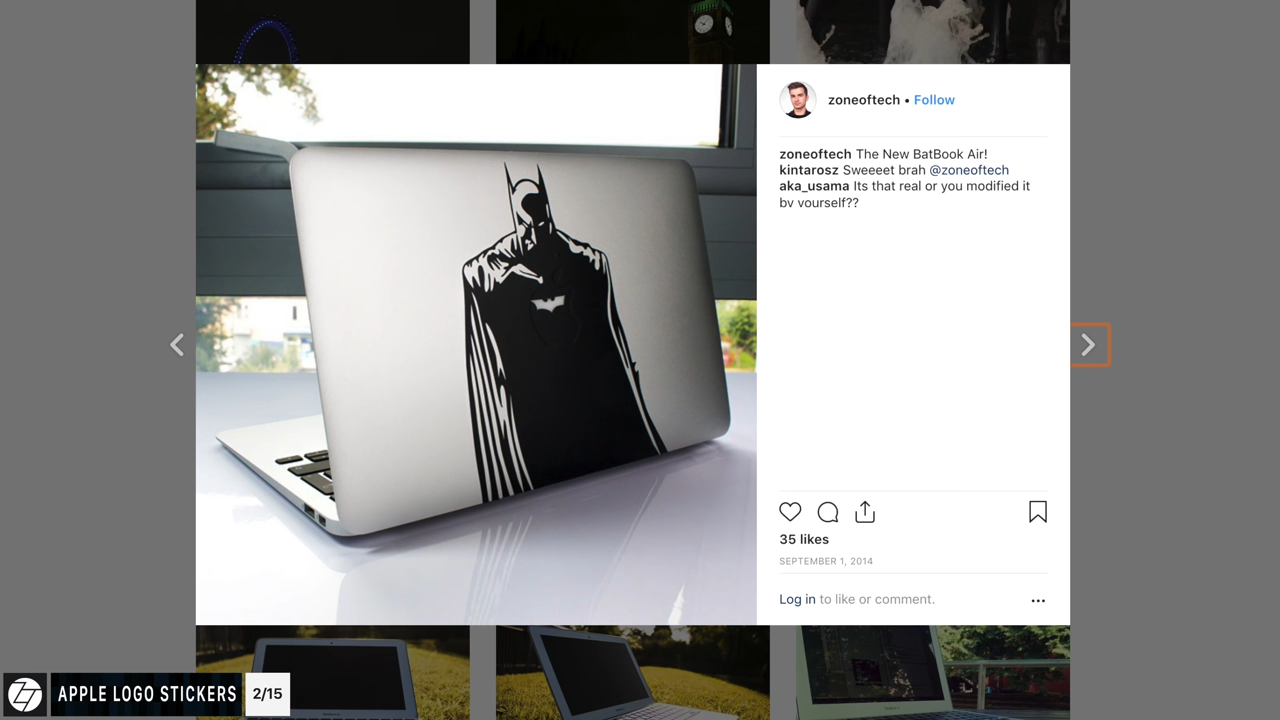 zoneoftech • Follow
zoneoftech The New BatBook Air!
kintarosz Sweeeet brah @zoneoftech
aka_usama Its that real or you modified it
by yourself??
35 likes
SEPTEMBER 1, 2014
Log in to like or comment.
APPLE LOGO STICKERS 2/15